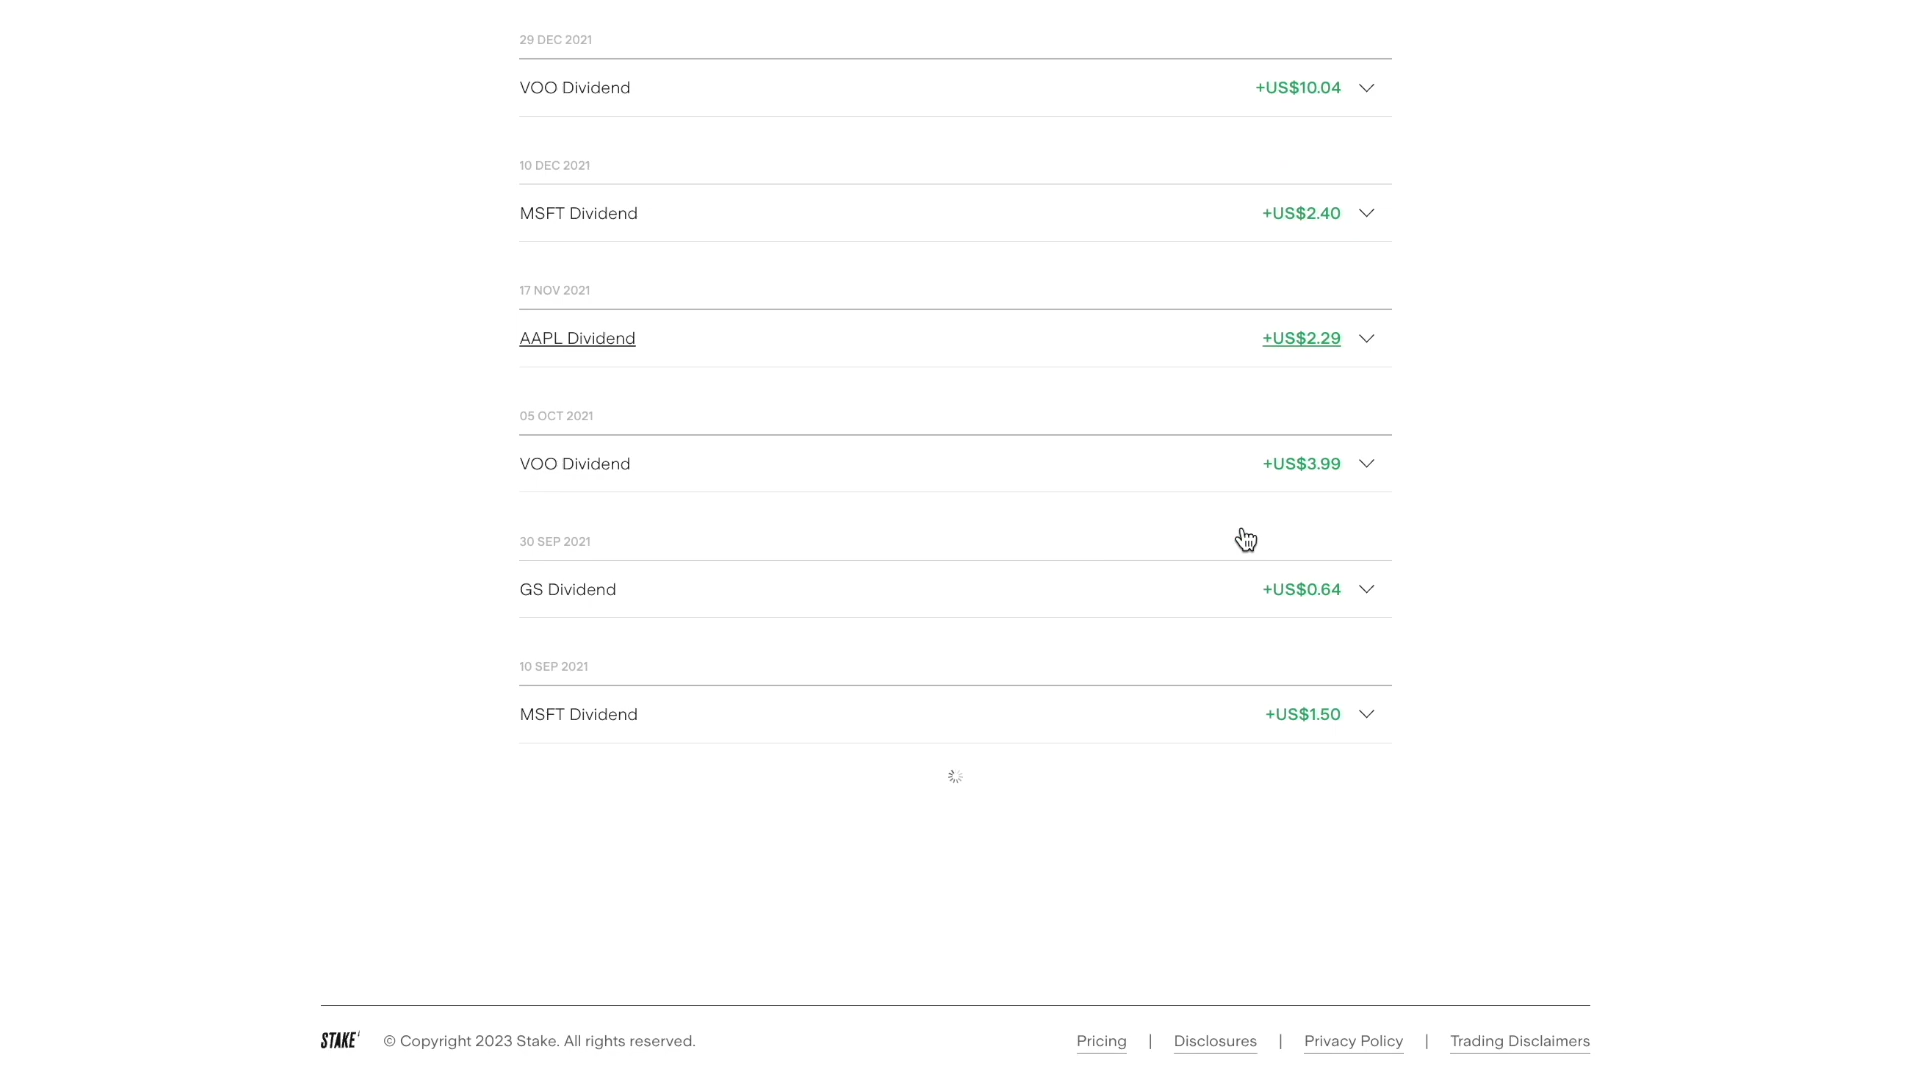 29 DEC 2021
VOO Dividend +US$10.04
10 DEC 2021
MSFT Dividend +US$2.40
17 NOV 2021
AAPL Dividend +US$2.29
05 OCT 2021
VOO Dividend +US$3.99
30 SEP 2021
GS Dividend +US$0.64
10 SEP 2021
MSFT Dividend +US$1.50
STAKE © Copyright 2023 Stake. All rights reserved. Pricing | Disclosures | Privacy Policy | Trading Disclaimers